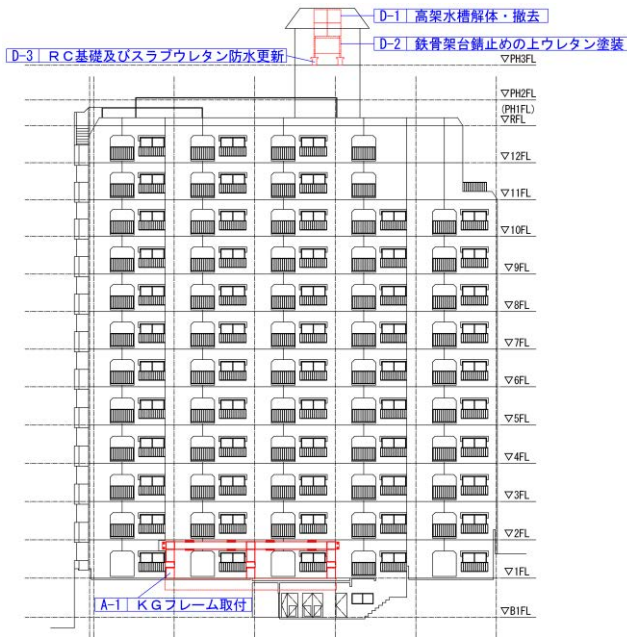 D-1 高架水槽解体・撤去
D-2 鉄骨架台錆止めの上ウレタン塗装
D-3 RC基礎及びスラブウレタン防水更新
▽PH3FL
▽PH2FL
(PH1FL)
▽RFL
▽12FL
▽11FL
▽10FL
▽9FL
▽8FL
▽7FL
▽6FL
▽5FL
▽4FL
▽3FL
▽2FL
▽1FL
A-1 KGフレーム取付
▽B1FL